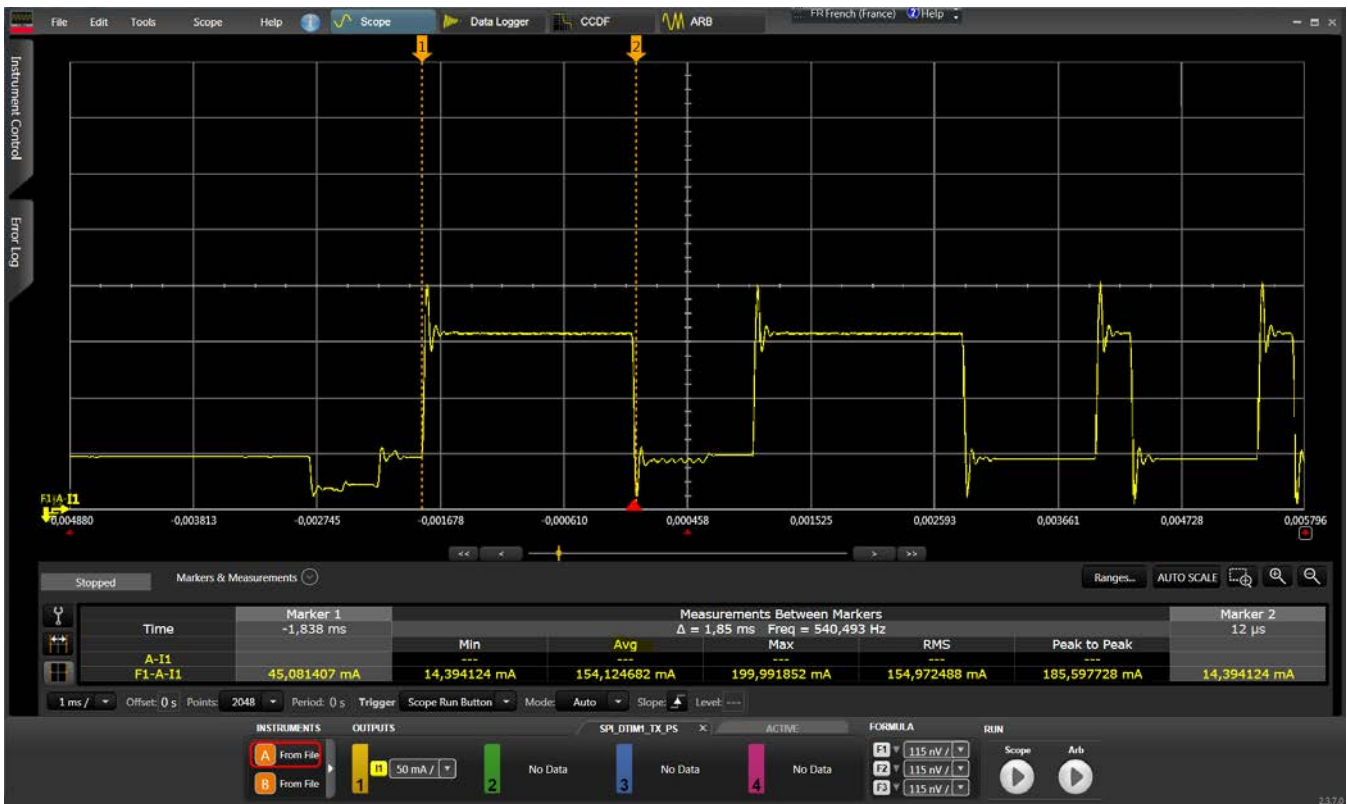 File Edit Tools Scope Help Scope Data Logger CCDF ARB FR French (France) Help
Instrument Control
Error Log
1 2
F1-A-I1
0,004880 -0,003813 -0,002745 -0,001678 -0,000610 0,000458 0,001525 0,002593 0,003661 0,004728 0,005796
<< < > >>
Stopped Markers & Measurements Ranges... AUTO SCALE
Marker 1 Measurements Between Markers Marker 2
Time -1,838 ms Δ = 1,85 ms Freq = 540,493 Hz 12 µs
Min Avg Max RMS Peak to Peak
A-I1 --- --- --- --- ---
F1-A-I1 45,081407 mA 14,394124 mA 154,124682 mA 199,991852 mA 154,972488 mA 185,597728 mA 14,394124 mA
1 ms / Offset: 0 s Points: 2048 Period: 0 s Trigger Scope Run Button Mode: Auto Slope: Level: ---
INSTRUMENTS OUTPUTS SPI_DTIM1_TX_PS X ACTIVE FORMULA RUN
A From File 1 I1 50 mA / 2 No Data 3 No Data 4 No Data F1 115 nV / Scope Arb
F2 115 nV /
B From File F3 115 nV /
2.3.7.0